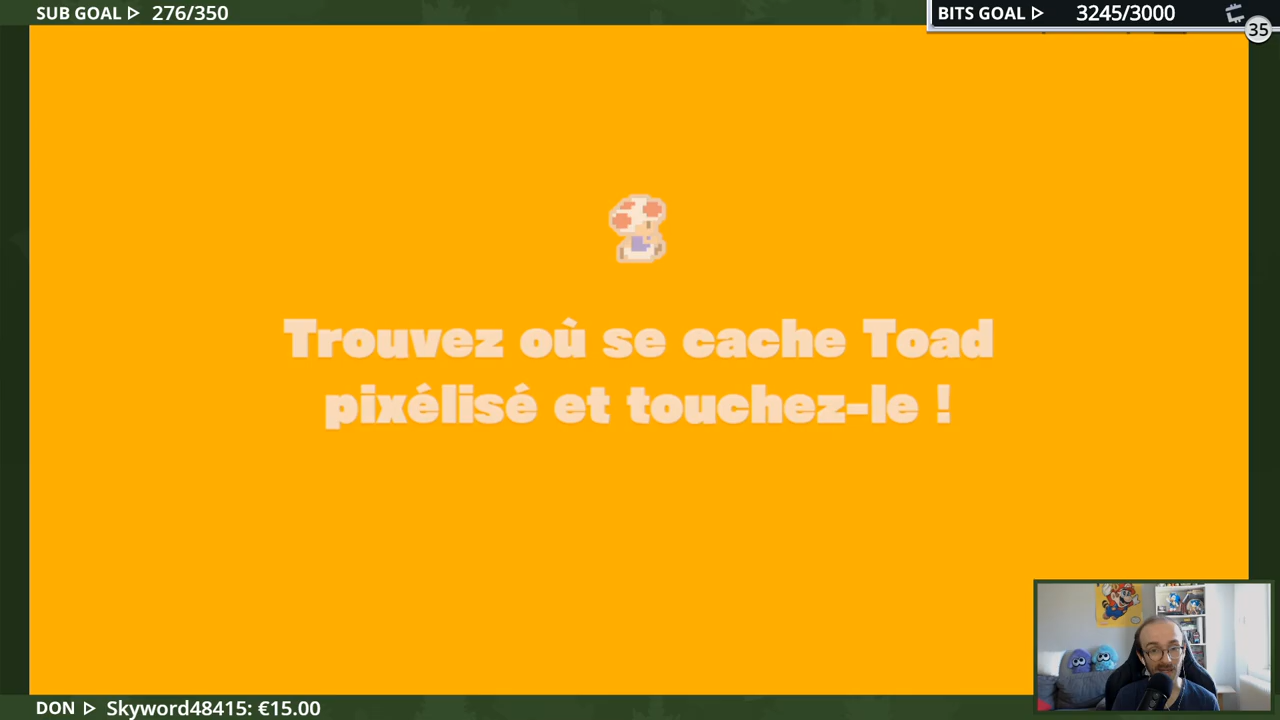 SUB GOAL ▷ 276/350
BITS GOAL ▷ 3245/3000
35
Trouvez où se cache Toad
pixélisé et touchez-le !
DON ▷ Skyword48415: €15.00